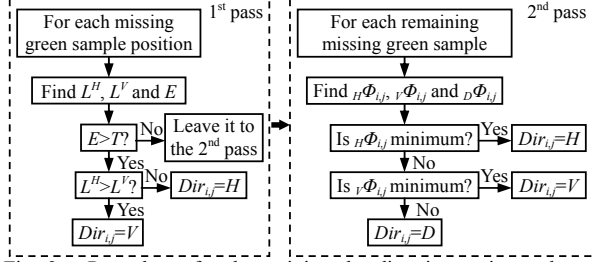 1st pass
For each missing
green sample position
Find L^H, L^V and E
E>T?
No
Leave it to
the 2nd pass
Yes
L^H>L^V?
No
Dir_{i,j}=H
Yes
Dir_{i,j}=V
2nd pass
For each remaining
missing green sample
Find _HΦ_{i,j}, _VΦ_{i,j} and _DΦ_{i,j}
Is _HΦ_{i,j} minimum?
Yes
Dir_{i,j}=H
No
Is _VΦ_{i,j} minimum?
Yes
Dir_{i,j}=V
No
Dir_{i,j}=D